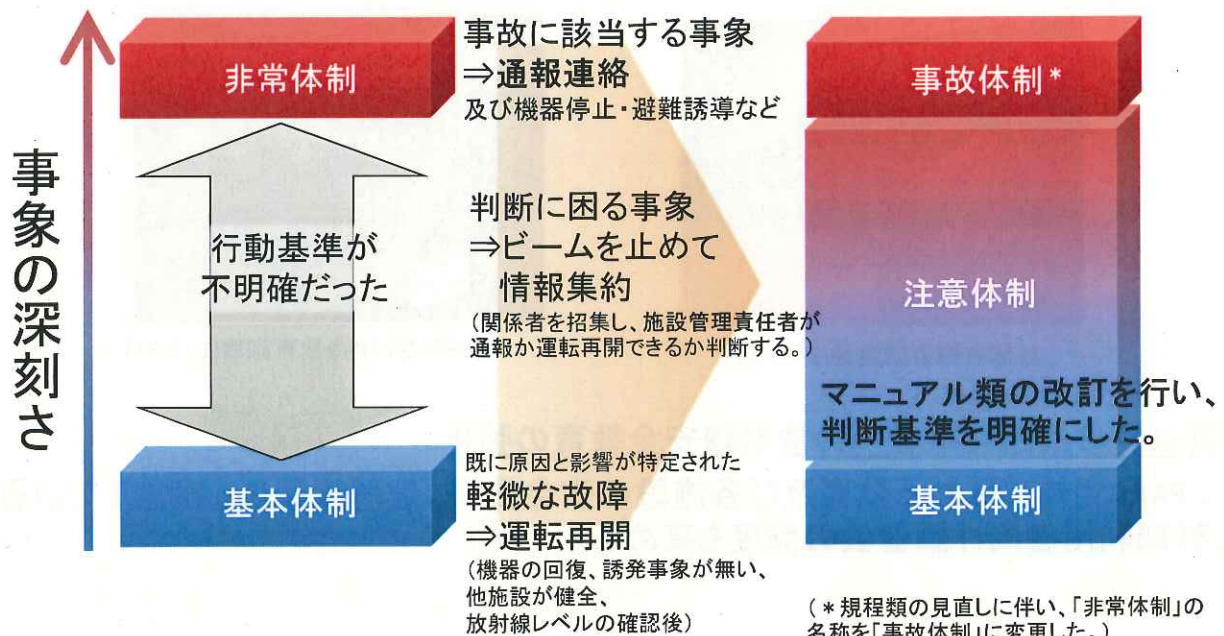 事象の深刻さ
非常体制
行動基準が
不明確だった
基本体制
事故に該当する事象
⇒通報連絡
及び機器停止・避難誘導など
判断に困る事象
⇒ビームを止めて
情報集約
(関係者を招集し、施設管理責任者が
通報か運転再開できるか判断する。)
既に原因と影響が特定された
軽微な故障
⇒運転再開
(機器の回復、誘発事象が無い、
他施設が健全、
放射線レベルの確認後)
事故体制*
注意体制
マニュアル類の改訂を行い、
判断基準を明確にした。
基本体制
(*規程類の見直しに伴い、「非常体制」の
名称を「事故体制」に変更した。)